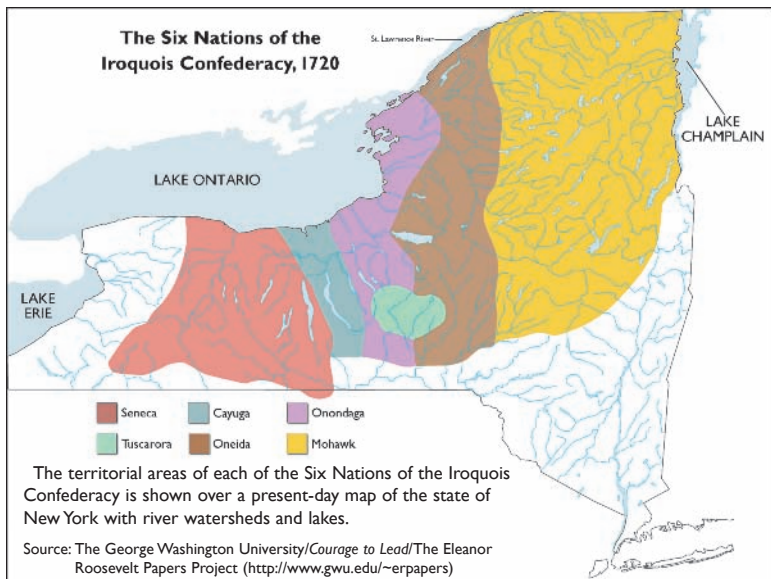 The Six Nations of the
Iroquois Confederacy, 1720
St. Lawrence River
LAKE
CHAMPLAIN
LAKE ONTARIO
LAKE
ERIE
Seneca
Cayuga
Onondaga
Tuscarora
Oneida
Mohawk
The territorial areas of each of the Six Nations of the Iroquois
Confederacy is shown over a present-day map of the state of
New York with river watersheds and lakes.
Source: The George Washington University/Courage to Lead/The Eleanor
Roosevelt Papers Project (http://www.gwu.edu/~erpapers)